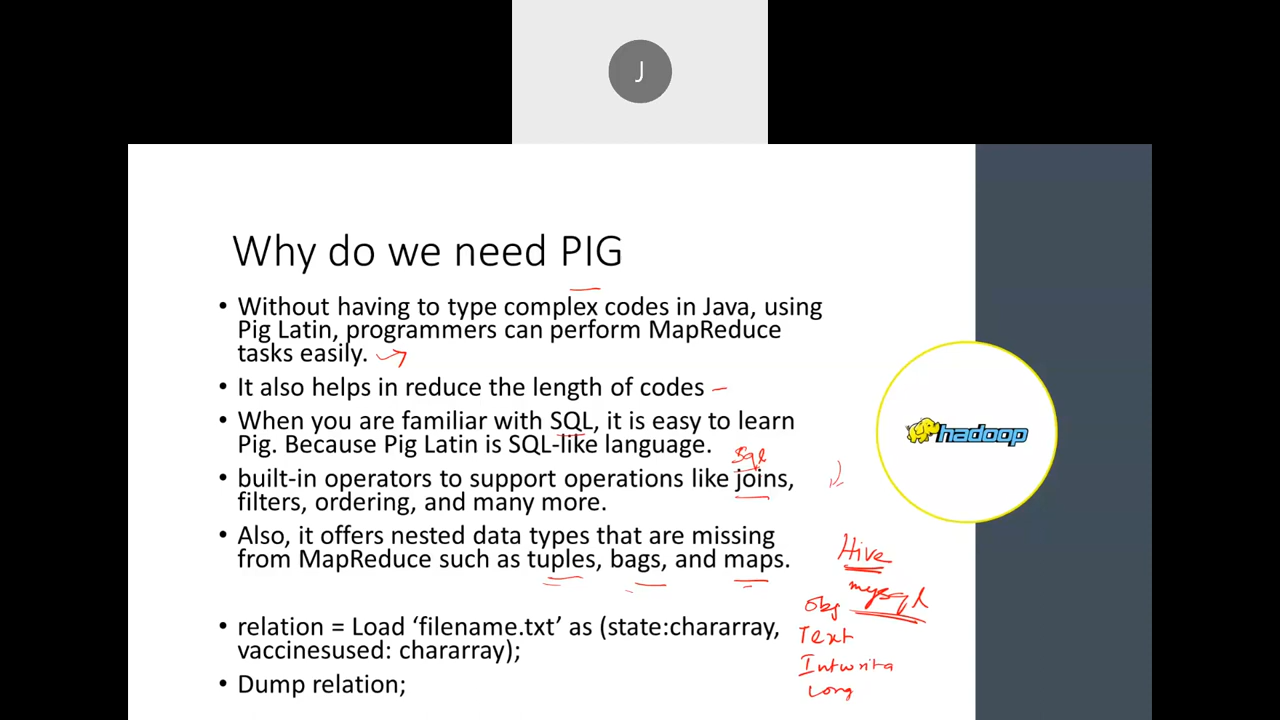 J
Why do we need PIG
• Without having to type complex codes in Java, using
Pig Latin, programmers can perform MapReduce
tasks easily.
• It also helps in reduce the length of codes
• When you are familiar with SQL, it is easy to learn
Pig. Because Pig Latin is SQL-like language.
Sql
• built-in operators to support operations like joins,
filters, ordering, and many more.
• Also, it offers nested data types that are missing
from MapReduce such as tuples, bags, and maps.
• relation = Load ‘filename.txt’ as (state:chararray,
vaccinesused: chararray);
• Dump relation;
hadoop
Hive
mysql
Obj
Text
Intwrita
Long